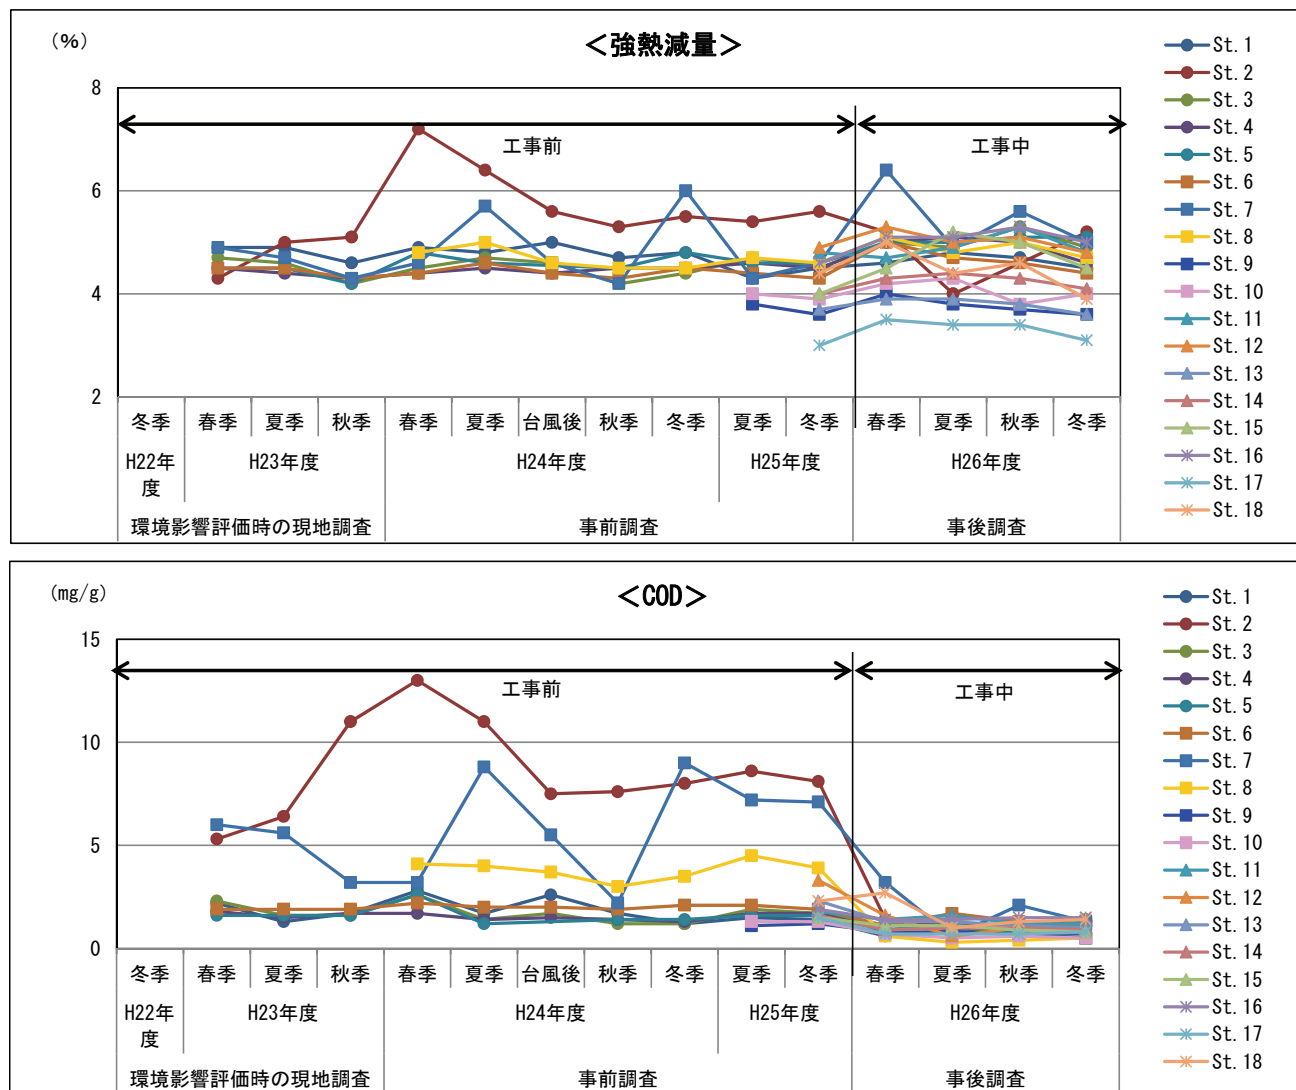 ＜強熱減量＞
（％）
8
6
4
2
工事前
工事中
冬季 春季 夏季 秋季 春季 夏季 台風後 秋季 冬季 夏季 冬季 春季 夏季 秋季 冬季
H22年度 H23年度 H24年度 H25年度 H26年度
環境影響評価時の現地調査 事前調査 事後調査
St. 1
St. 2
St. 3
St. 4
St. 5
St. 6
St. 7
St. 8
St. 9
St. 10
St. 11
St. 12
St. 13
St. 14
St. 15
St. 16
St. 17
St. 18
＜COD＞
(mg/g)
15
10
5
0
工事前
工事中
冬季 春季 夏季 秋季 春季 夏季 台風後 秋季 冬季 夏季 冬季 春季 夏季 秋季 冬季
H22年度 H23年度 H24年度 H25年度 H26年度
環境影響評価時の現地調査 事前調査 事後調査
St. 1
St. 2
St. 3
St. 4
St. 5
St. 6
St. 7
St. 8
St. 9
St. 10
St. 11
St. 12
St. 13
St. 14
St. 15
St. 16
St. 17
St. 18